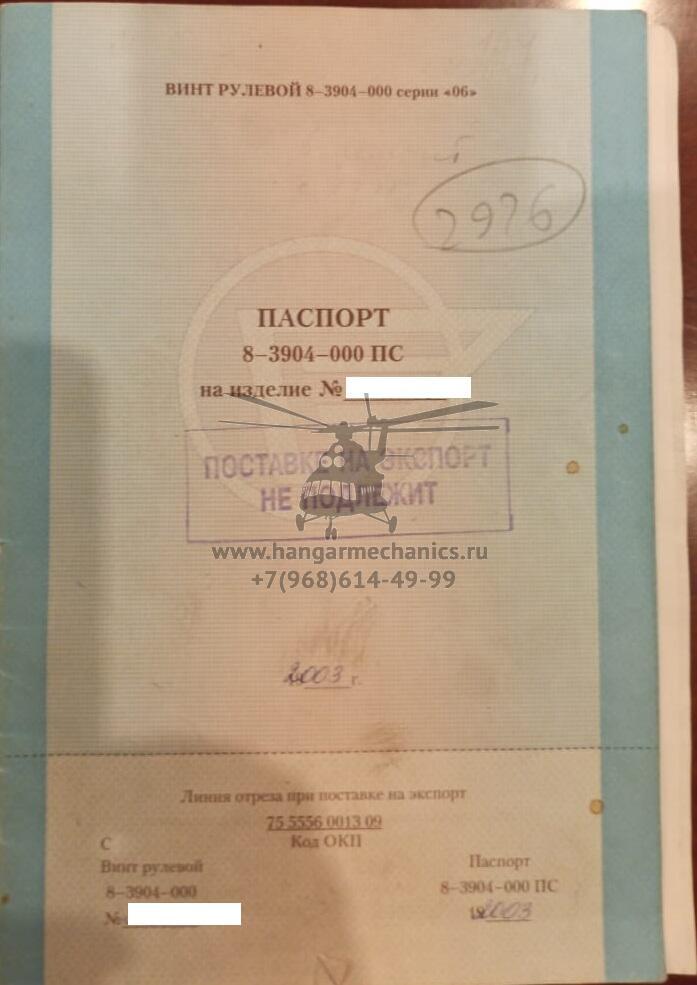 ВИНТ РУЛЕВОЙ 8–3904–000 серии «06»
2976
ПАСПОРТ
8–3904–000 ПС
на изделие №
ПОСТАВКЕ НА ЭКСПОРТ
НЕ ПОДЛЕЖИТ
www.hangarmechanics.ru
+7(968)614-49-99
2003 г.
Линия отреза при поставке на экспорт
75 5556 0013 09
Код ОКП
С
Винт рулевой
8–3904–000
№
Паспорт
8–3904–000 ПС
2003